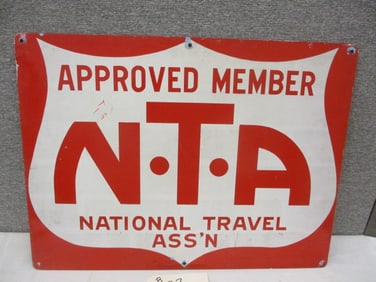 APPROVED MEMBER
N·T·A
NATIONAL TRAVEL
ASS'N